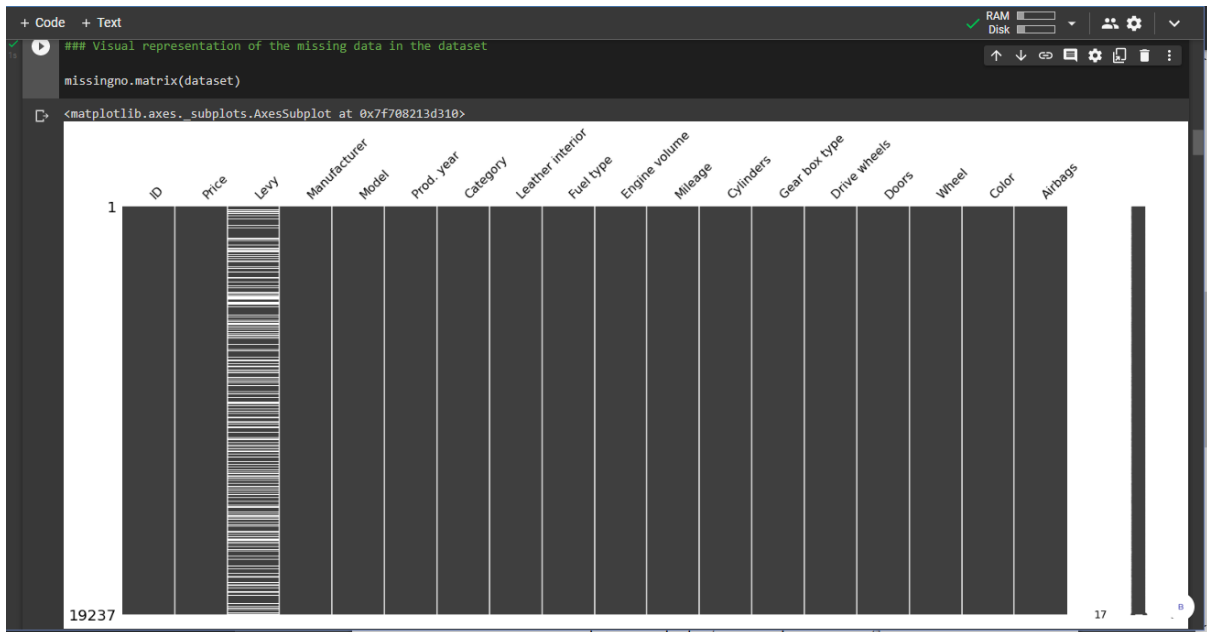 + Code + Text
RAM
Disk
1s
### Visual representation of the missing data in the dataset
missingno.matrix(dataset)
<matplotlib.axes._subplots.AxesSubplot at 0x7f708213d310>
ID Price Levy Manufacturer Model Prod. year Category Leather interior Fuel type Engine volume Mileage Cylinders Gear box type Drive wheels Doors Wheel Color Airbags
1
19237
17
B